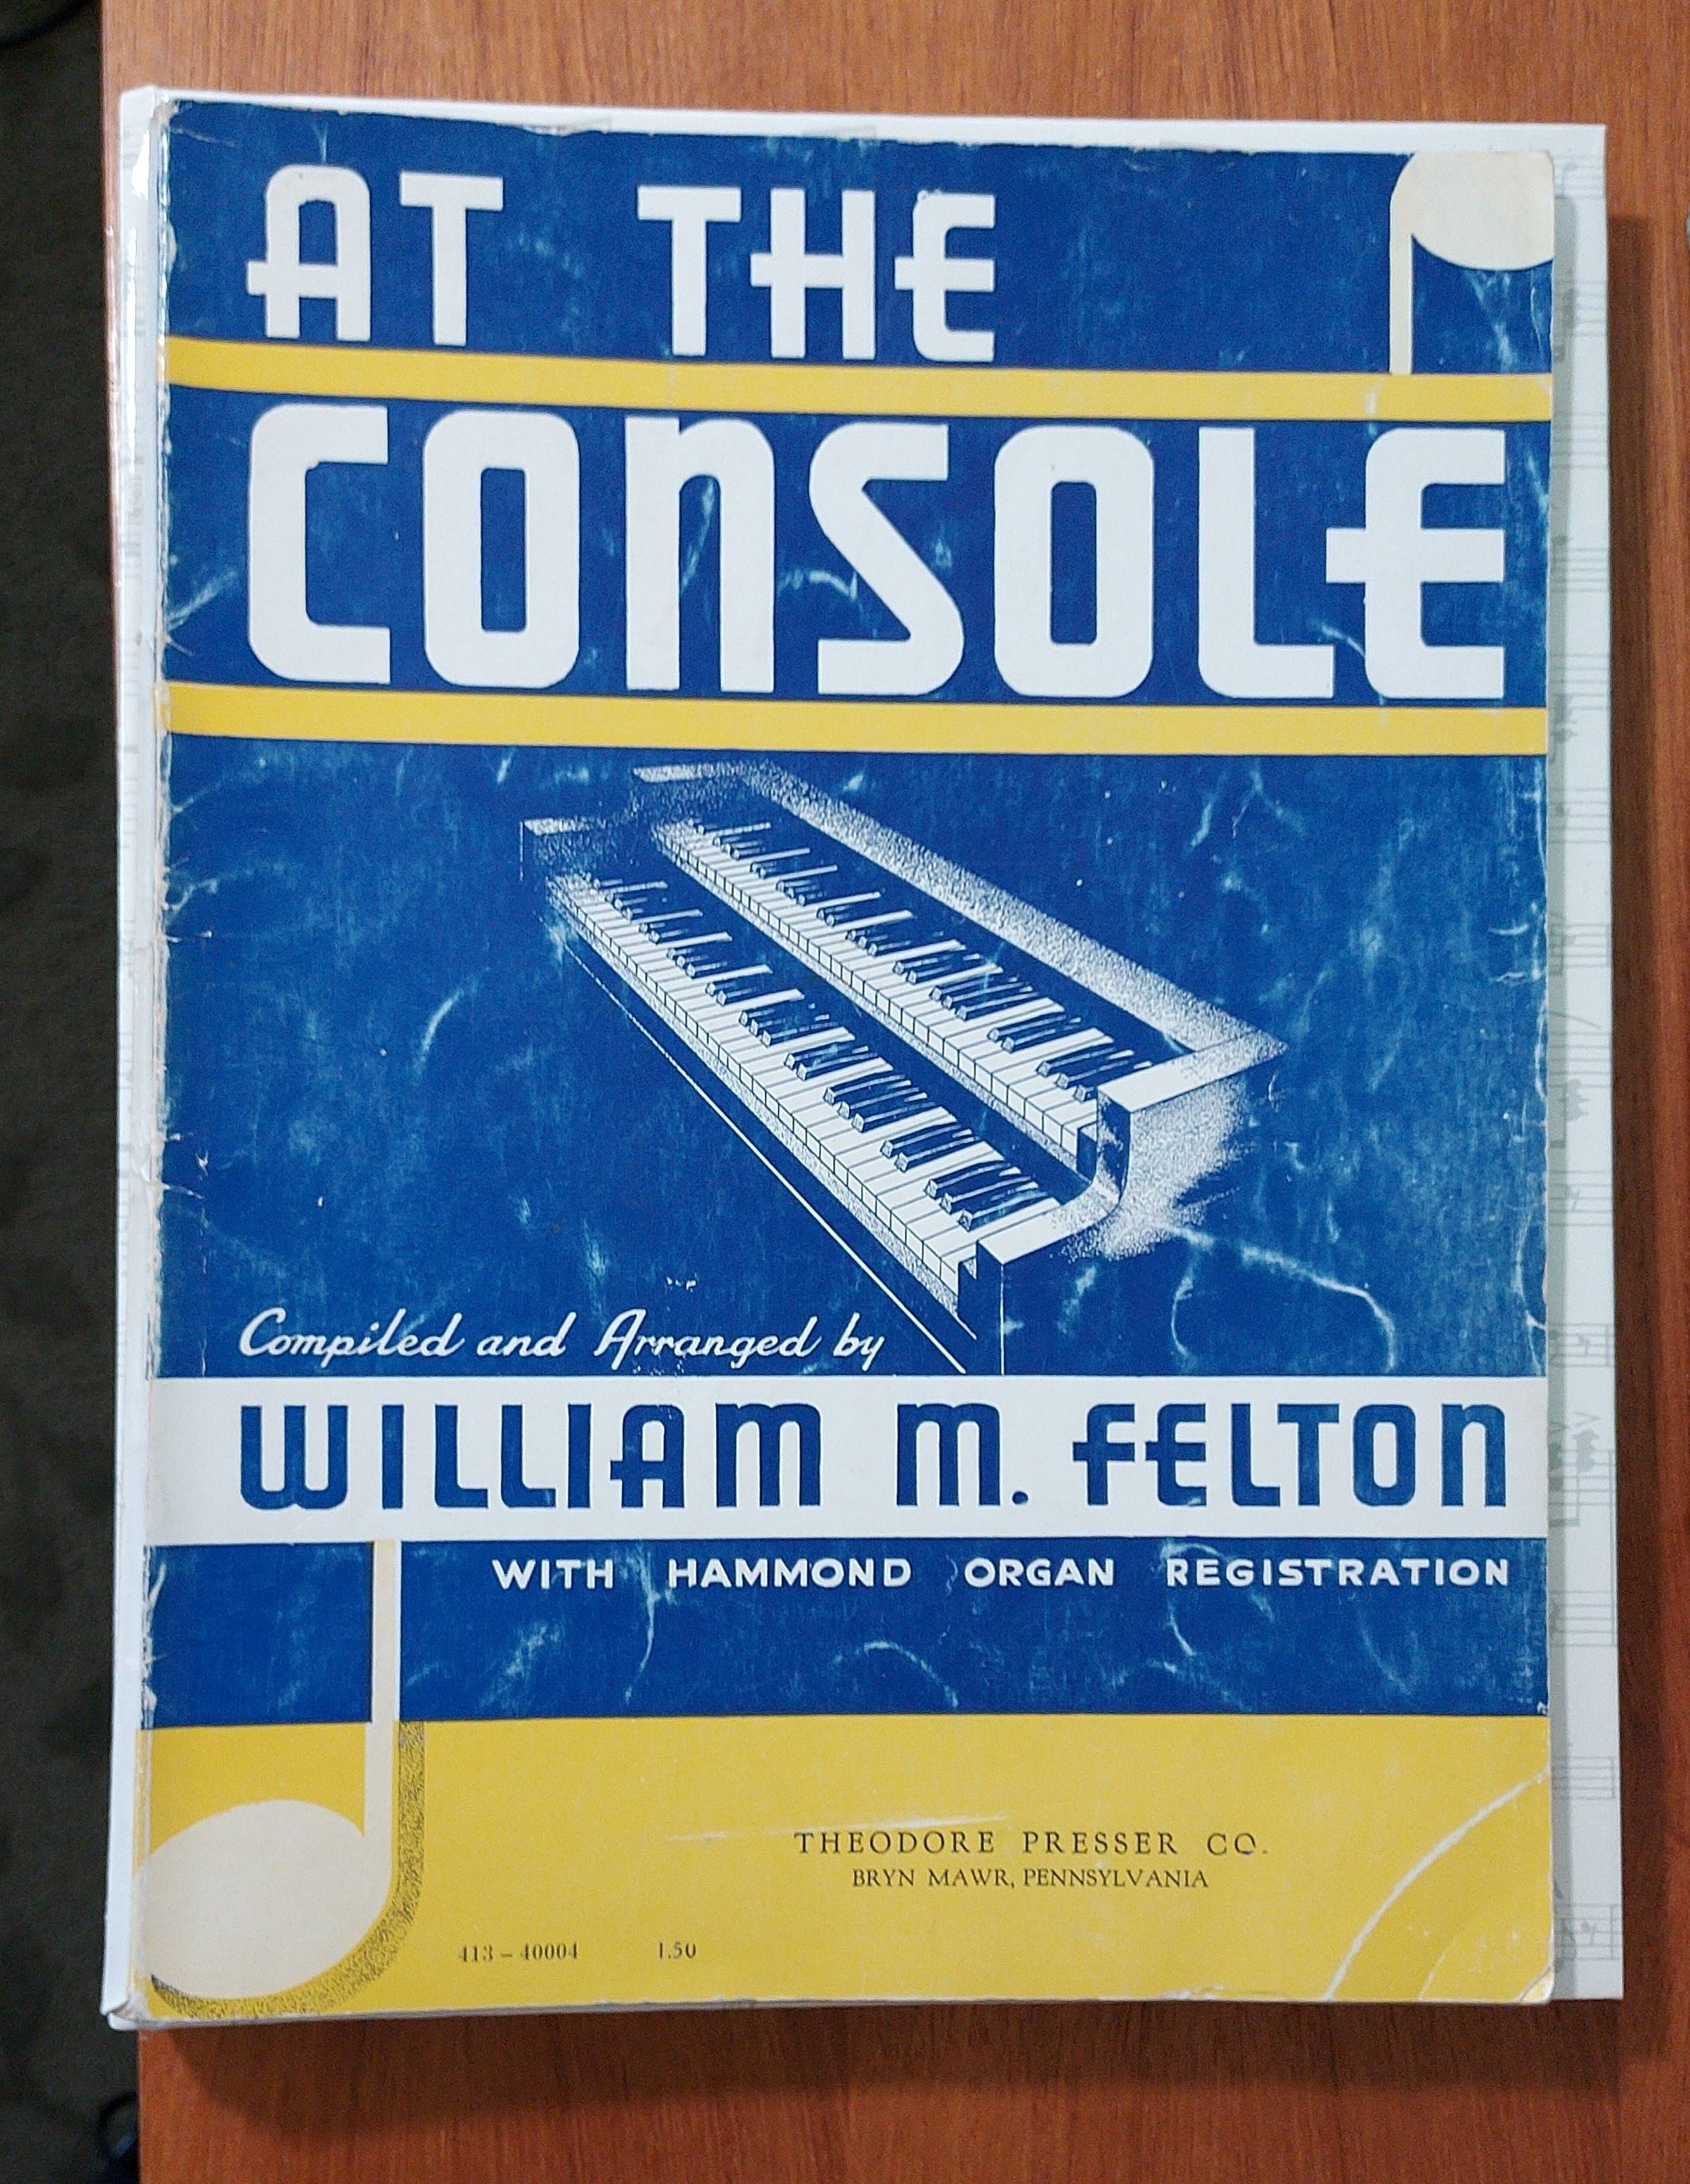 AT THE
CONSOLE
Compiled and Arranged by
WILLIAM M. FELTON
WITH HAMMOND ORGAN REGISTRATION
THEODORE PRESSER CO.
BRYN MAWR, PENNSYLVANIA
413 – 40004 1.50